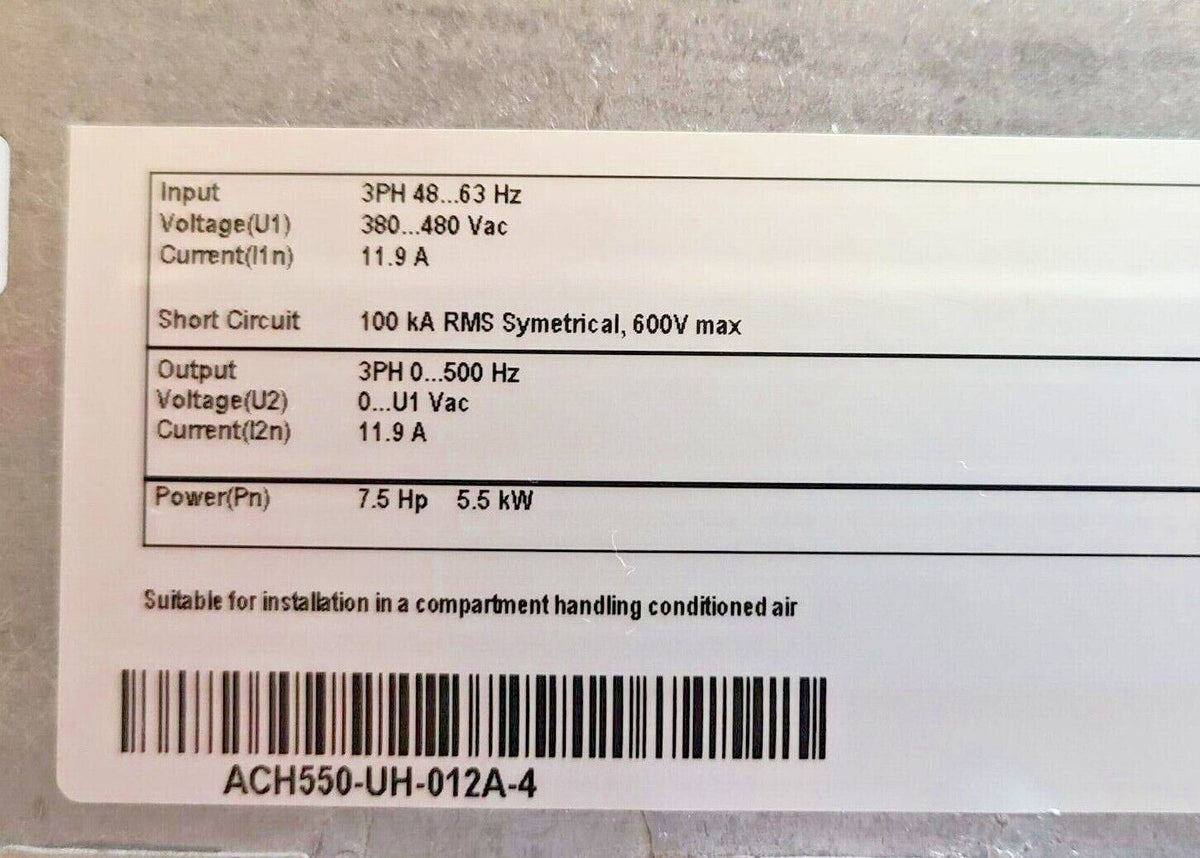 Input 3PH 48...63 Hz
Voltage(U1) 380...480 Vac
Current(I1n) 11.9 A
Short Circuit 100 kA RMS Symetrical, 600V max
Output 3PH 0...500 Hz
Voltage(U2) 0...U1 Vac
Current(I2n) 11.9 A
Power(Pn) 7.5 Hp 5.5 kW
Suitable for installation in a compartment handling conditioned air
ACH550-UH-012A-4